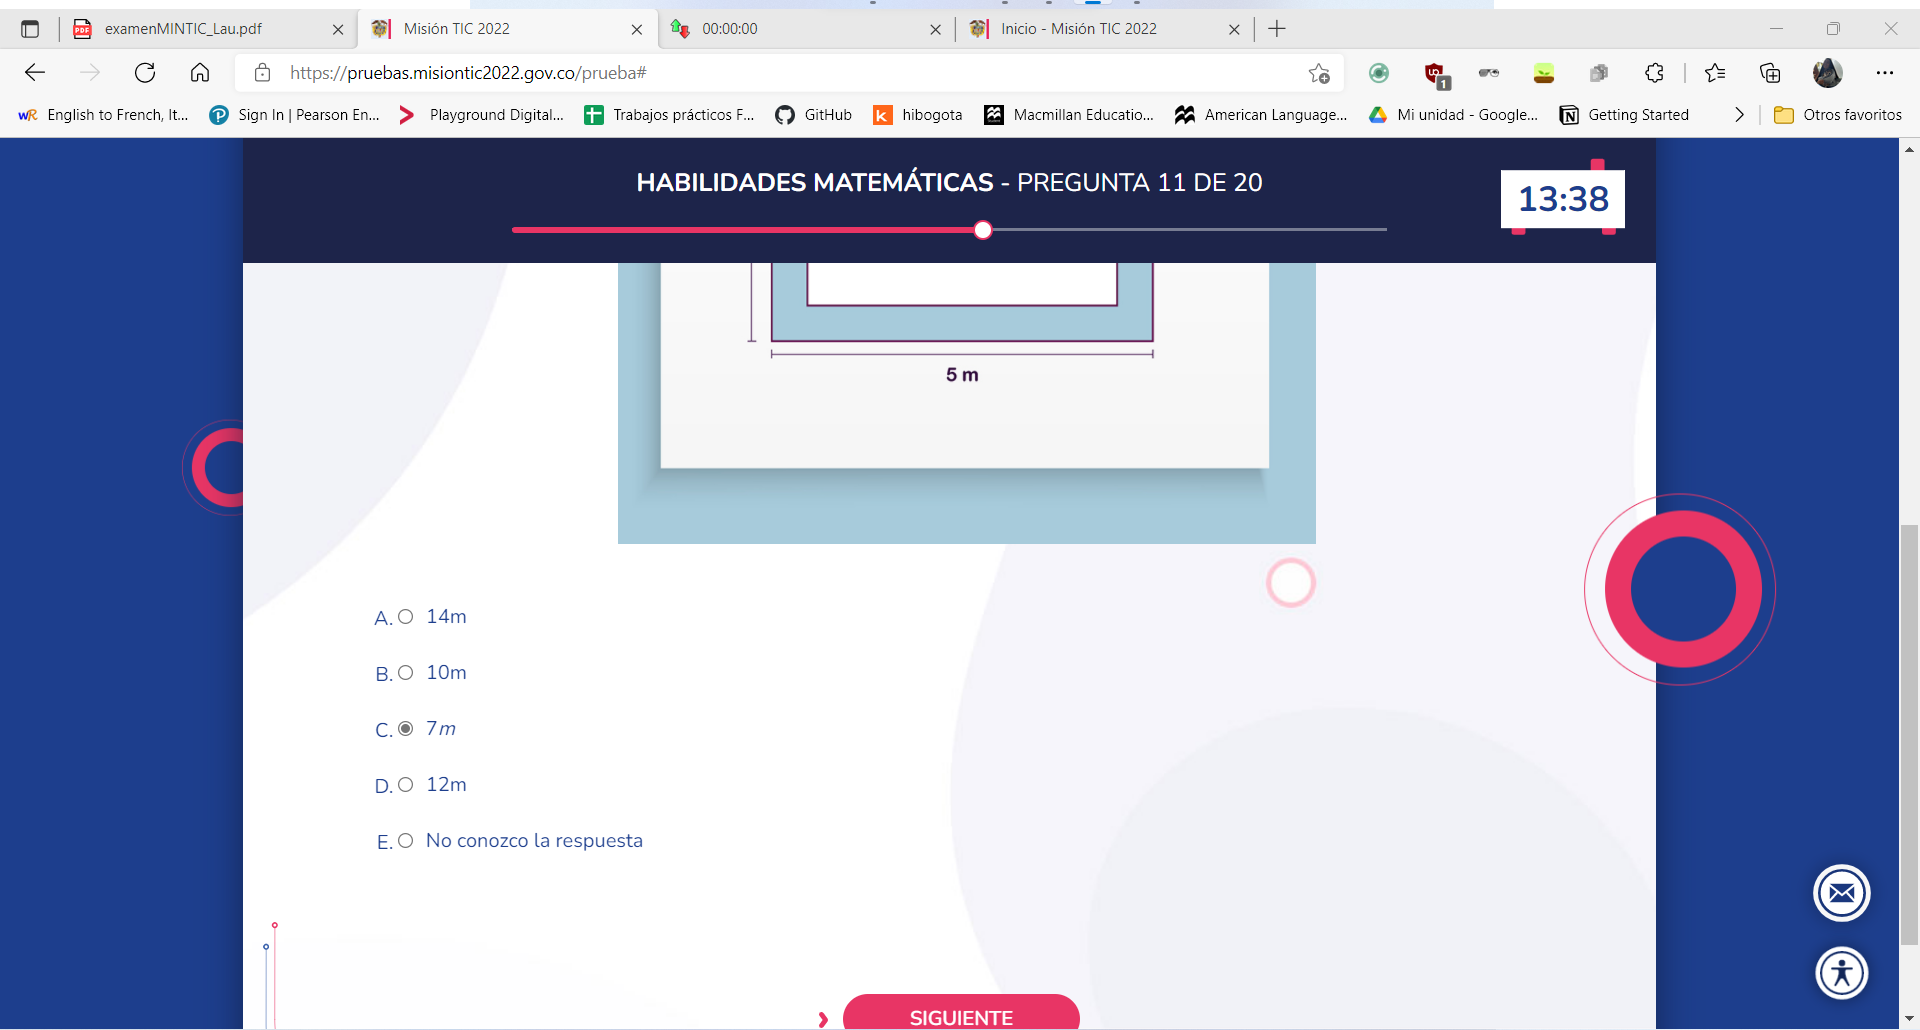 examenMINTIC_Lau.pdf
Misión TIC 2022
00:00:00
Inicio - Misión TIC 2022
https://pruebas.misiontic2022.gov.co/prueba#
1
English to French, It...
Sign In | Pearson En...
Playground Digital...
Trabajos prácticos F...
GitHub
hibogota
Macmillan Educatio...
American Language...
Mi unidad - Google...
Getting Started
Otros favoritos
HABILIDADES MATEMÁTICAS - PREGUNTA 11 DE 20
13:38
5 m
A. 14m
B. 10m
C. 7m
D. 12m
E. No conozco la respuesta
SIGUIENTE